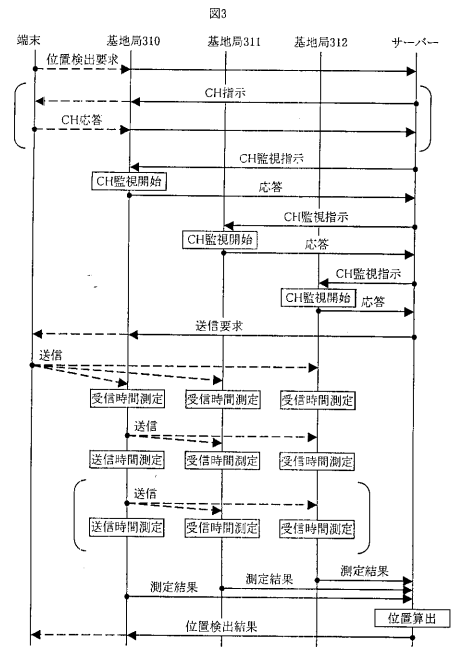 図3
端末 基地局310 基地局311 基地局312 サーバー
位置検出要求
CH指示
CH応答
CH監視指示
CH監視開始
応答
CH監視指示
CH監視開始
応答
CH監視指示
CH監視開始
応答
送信要求
送信
受信時間測定 受信時間測定 受信時間測定
送信
送信時間測定 受信時間測定 受信時間測定
送信
送信時間測定 受信時間測定 受信時間測定
測定結果
測定結果
測定結果
位置算出
位置検出結果